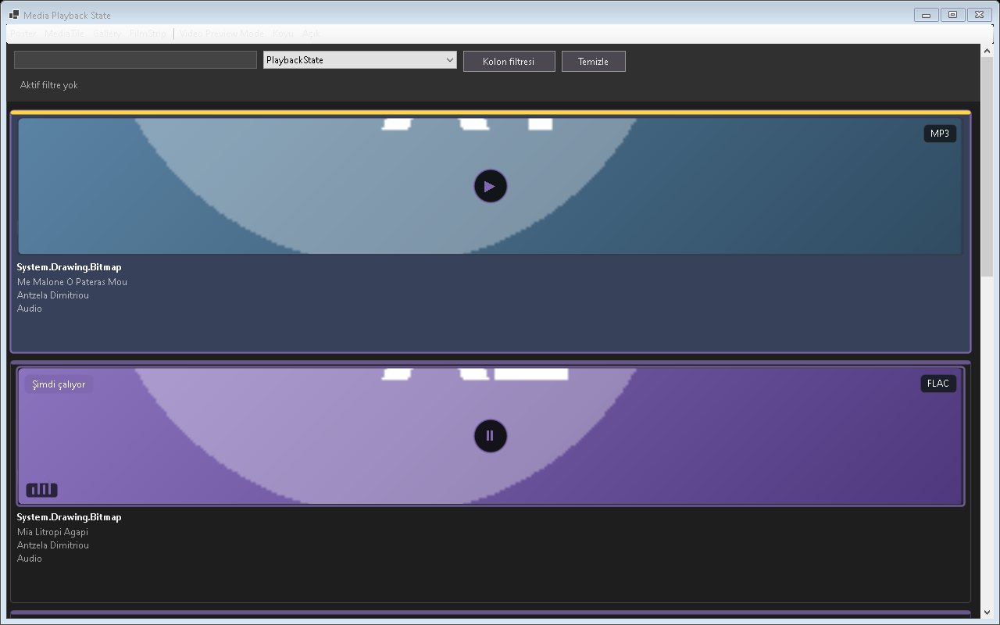 Media Playback State
Poster MediaTile Gallery FilmStrip Video Preview Mode Koyu Açık
PlaybackState Kolon filtresi Temizle
Aktif filtre yok
MP3
System.Drawing.Bitmap
Me Malone O Pateras Mou
Antzela Dimitriou
Audio
Şimdi çalıyor FLAC
System.Drawing.Bitmap
Mia Litropi Agapi
Antzela Dimitriou
Audio